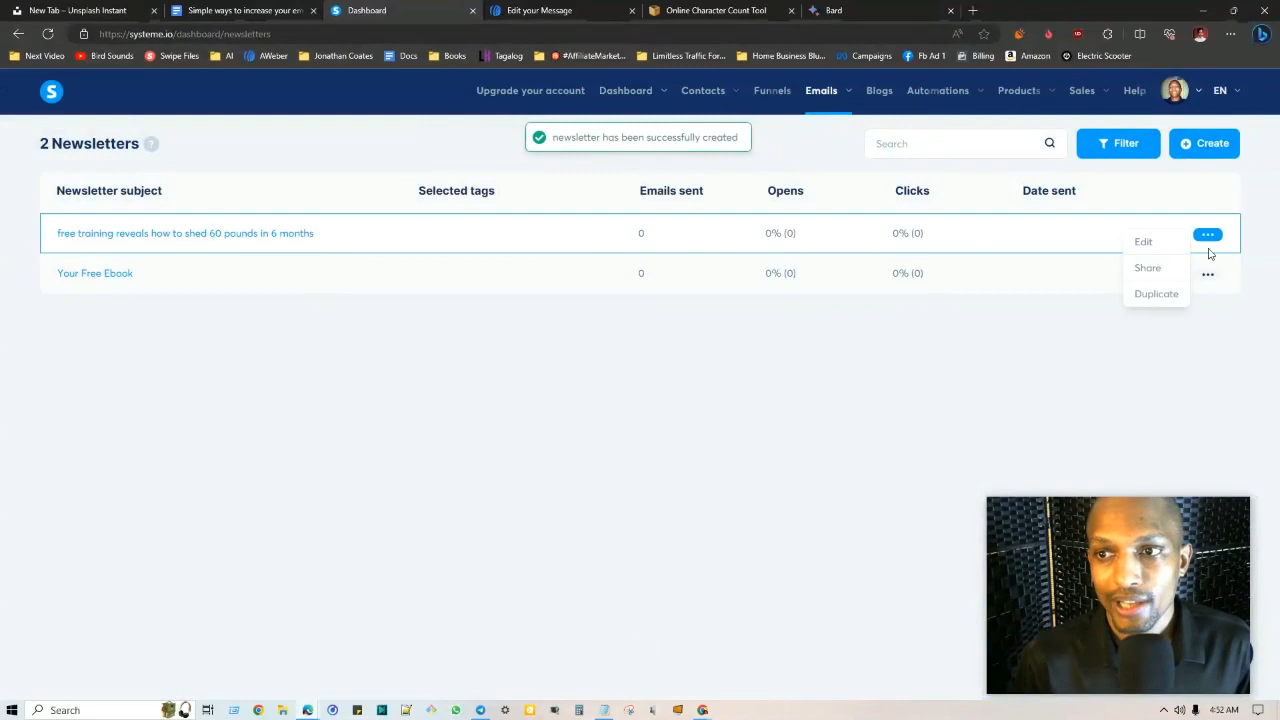 New Tab - Unsplash Instant
Simple ways to increase your em
Dashboard
Edit your Message
Online Character Count Tool
Bard
https://systeme.io/dashboard/newsletters
Next Video
Bird Sounds
Swipe Files
AI
AWeber
Jonathan Coates
Docs
Books
Tagalog
#AffiliateMarket...
Limitless Traffic For...
Home Business Blu...
Campaigns
Fb Ad 1
Billing
Amazon
Electric Scooter
S
Upgrade your account
Dashboard
Contacts
Funnels
Emails
Blogs
Automations
Products
Sales
Help
EN
2 Newsletters ?
newsletter has been successfully created
Search
Filter
Create
Newsletter subject
Selected tags
Emails sent
Opens
Clicks
Date sent
free training reveals how to shed 60 pounds in 6 months
0
0% (0)
0% (0)
Edit
Share
Duplicate
Your Free Ebook
0
0% (0)
0% (0)
Search
4:52 AM